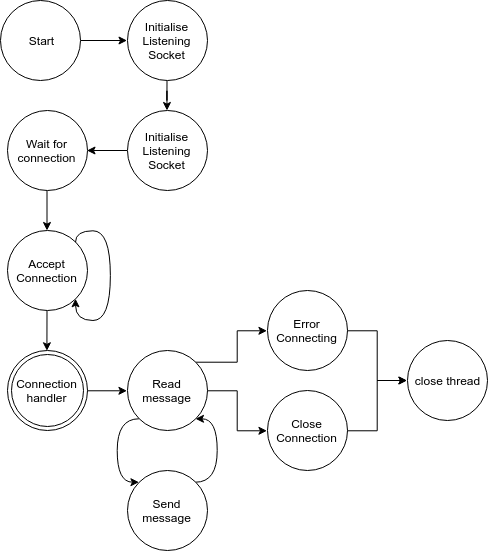 Start
Initialise
Listening
Socket
Wait for
connection
Initialise
Listening
Socket
Accept
Connection
Error
Connecting
Connection
handler
Read
message
close thread
Close
Connection
Send
message